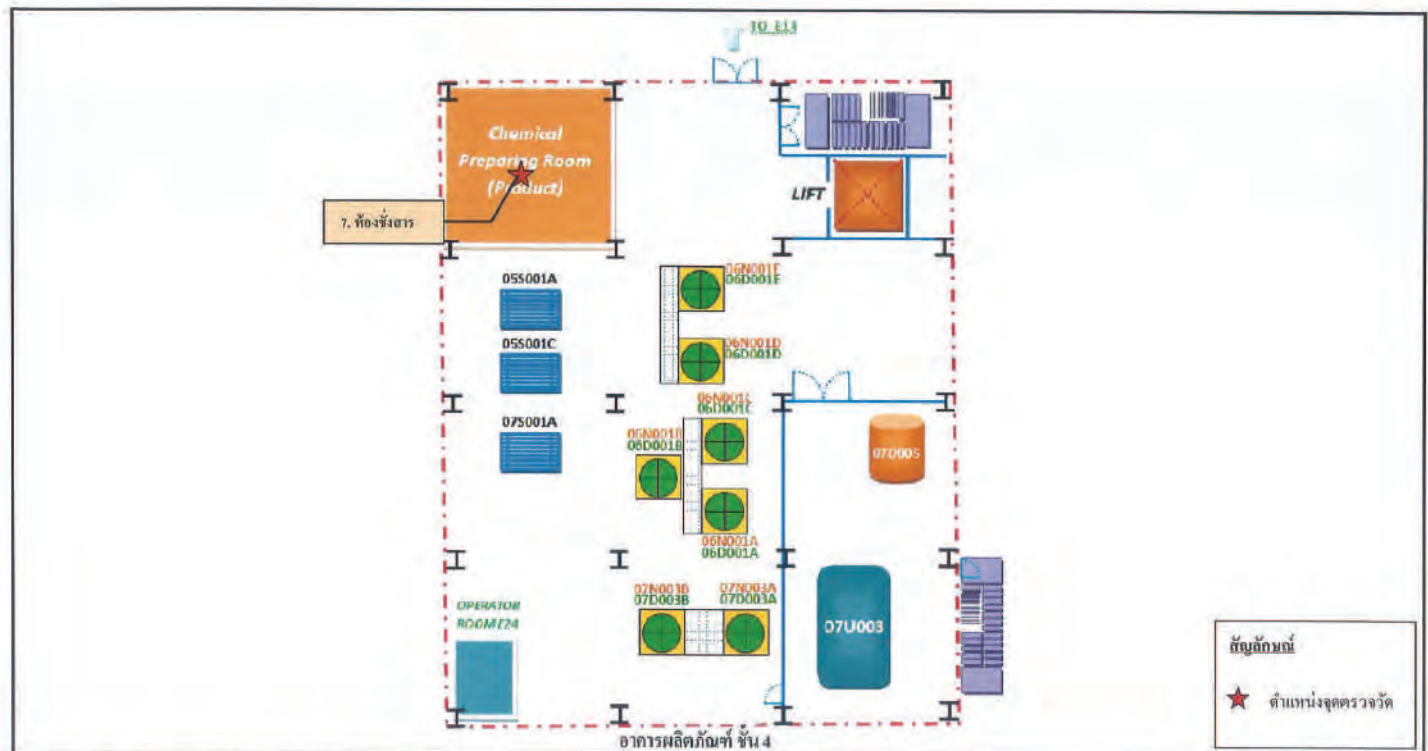 TO E13
Chemical
Preparing Room
(Product)
LIFT
7. ห้องชั่งสาร
05S001A
06N001E
06D001E
05S001C
06N001D
06D001D
06N001C
06D001C
07S001A
06N001B
06D001B
07D005
06N001A
06D001A
07N003B
07D003B
07N003A
07D003A
OPERATOR
ROOM E24
07U003
สัญลักษณ์
ตำแหน่งจุดตรวจวัด
อาคารผลิตภัณฑ์ ชั้น 4